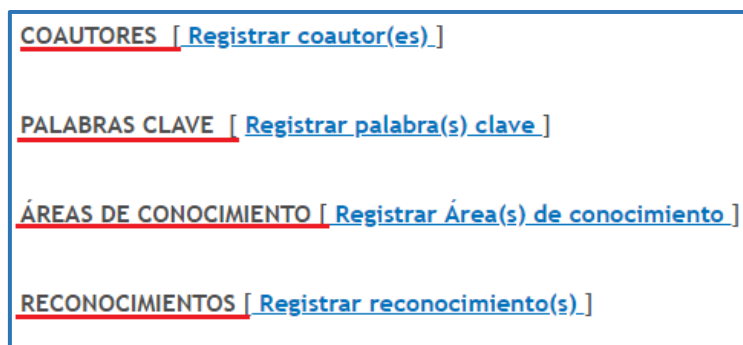 COAUTORES [ Registrar coautor(es) ]
PALABRAS CLAVE [ Registrar palabra(s) clave ]
ÁREAS DE CONOCIMIENTO [ Registrar Área(s) de conocimiento ]
RECONOCIMIENTOS [ Registrar reconocimiento(s) ]